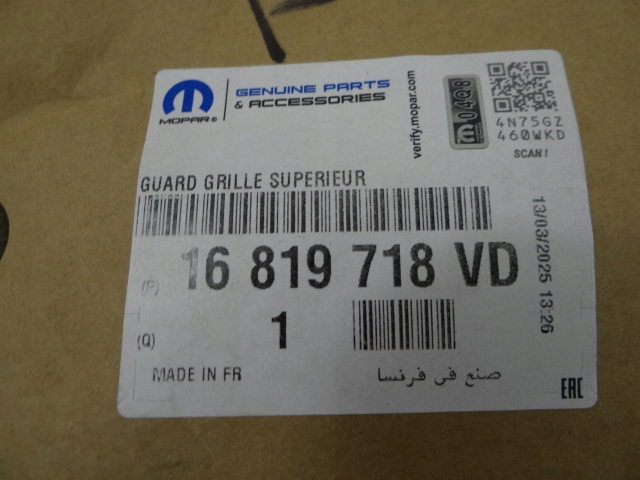 MOPAR®
GENUINE PARTS
& ACCESSORIES
verify.mopar.com
0408
4N75GZ
460WKD
SCAN!
GUARD GRILLE SUPERIEUR
(P) 16 819 718 VD
13/03/2025 13:26
(Q) 1
MADE IN FR
صنع في فرنسا
EAC